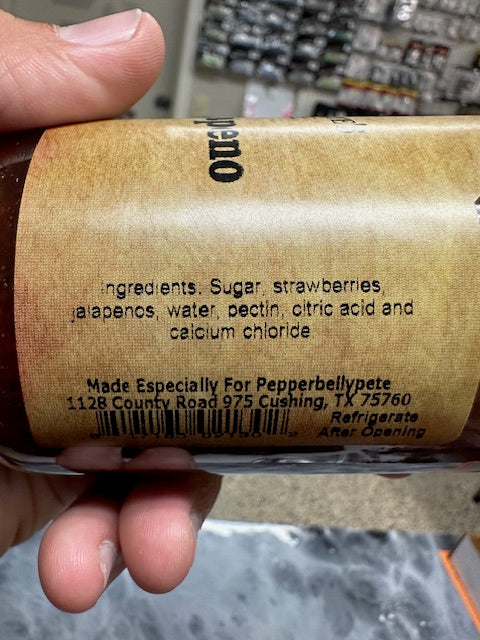 Ingredients. Sugar, strawberries,
jalapenos, water, pectin, citric acid and
calcium chloride
Made Especially For Pepperbellypete
1128 County Road 975 Cushing, TX 75760
Refrigerate
After Opening